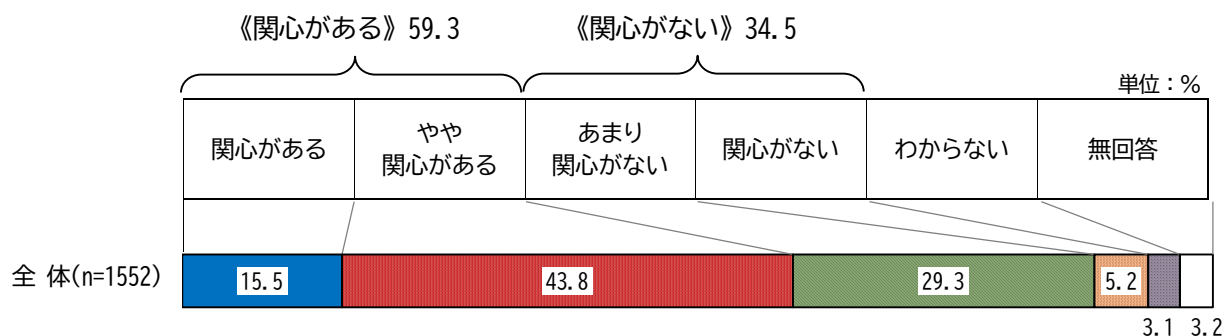 《関心がある》59.3 《関心がない》34.5
単位：%
関心がある
やや
関心がある
あまり
関心がない
関心がない
わからない
無回答
全 体(n=1552)
15.5 43.8 29.3 5.2
3.1 3.2